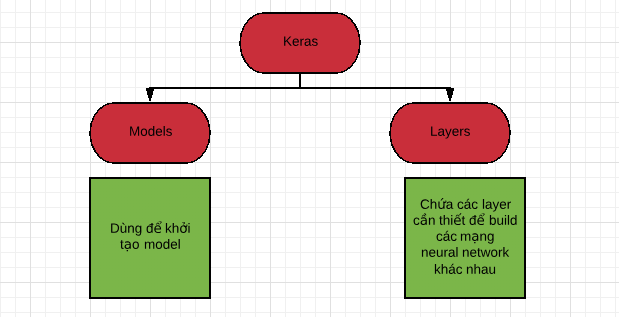 Keras
Models
Layers
Dùng để khởi
tạo model
Chứa các layer
cần thiết để build
các mạng
neural network
khác nhau